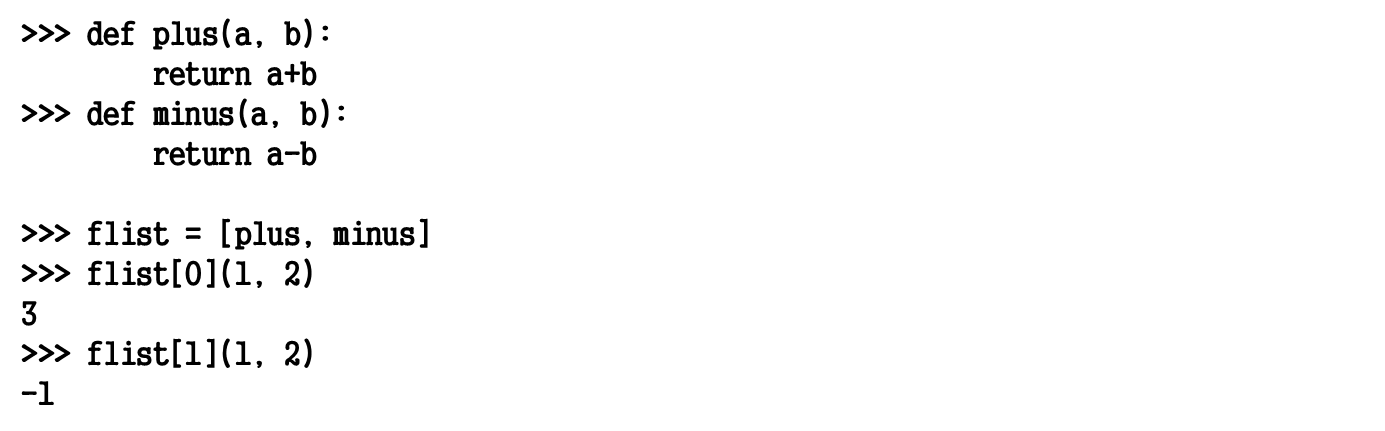 >>> def plus(a, b):
        return a+b
>>> def minus(a, b):
        return a-b

>>> flist = [plus, minus]
>>> flist[0](1, 2)
3
>>> flist[1](1, 2)
-1